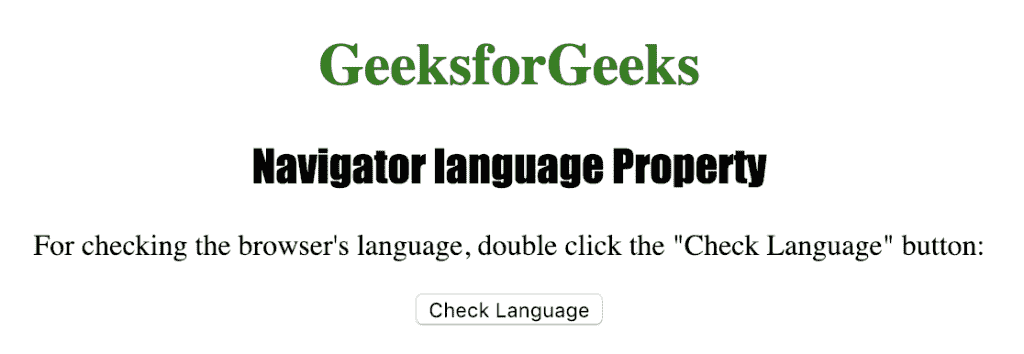 GeeksforGeeks
Navigator language Property
For checking the browser's language, double click the "Check Language" button:
Check Language